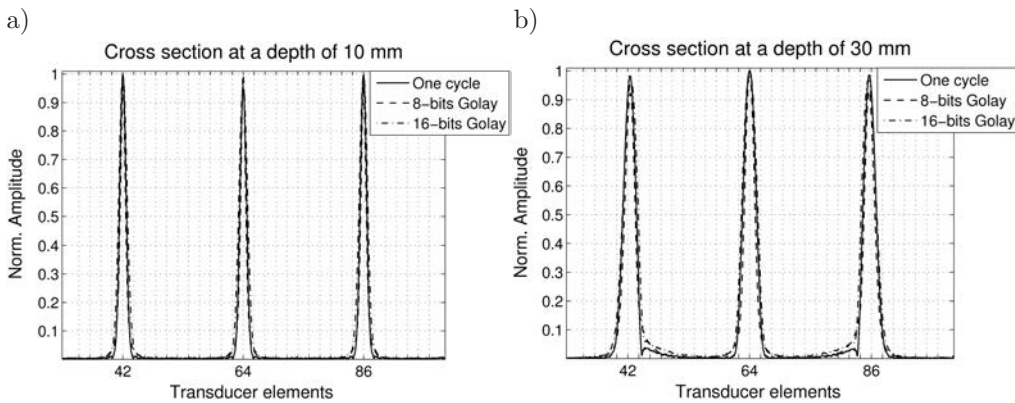 a)
Cross section at a depth of 10 mm
One cycle
8-bits Golay
16-bits Golay
1
0.9
0.8
0.7
0.6
0.5
0.4
0.3
0.2
0.1
Norm. Amplitude
42
64
86
Transducer elements
b)
Cross section at a depth of 30 mm
One cycle
8-bits Golay
16-bits Golay
1
0.9
0.8
0.7
0.6
0.5
0.4
0.3
0.2
0.1
Norm. Amplitude
42
64
86
Transducer elements